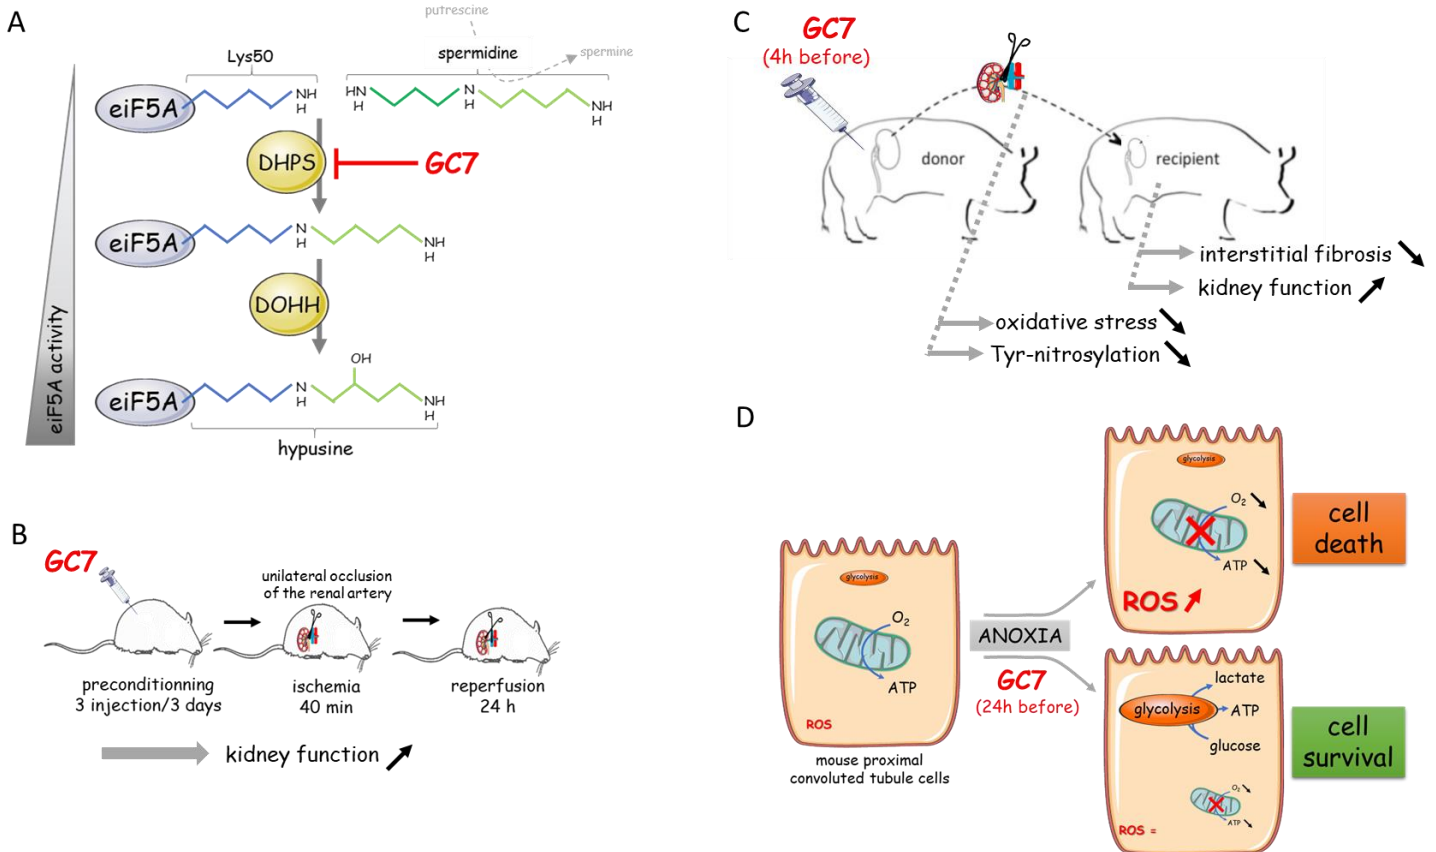 A
putrescine
Lys50
spermidine
spermine
eiF5A
NH
H
HN
H
N
H
NH
H
DHPS
GC7
eiF5A
N
H
NH
H
DOHH
OH
eiF5A
N
H
NH
H
hypusine
eiF5A activity
B
GC7
unilateral occlusion
of the renal artery
preconditionning
3 injection/3 days
ischemia
40 min
reperfusion
24 h
kidney function
C
GC7
(4h before)
donor
recipient
interstitial fibrosis
kidney function
oxidative stress
Tyr-nitrosylation
D
glycolysis
O2
ATP
ROS
mouse proximal
convoluted tubule cells
ANOXIA
GC7
(24h before)
glycolysis
O2
ATP
ROS
cell
death
lactate
glycolysis
ATP
glucose
O2
ATP
ROS =
cell
survival